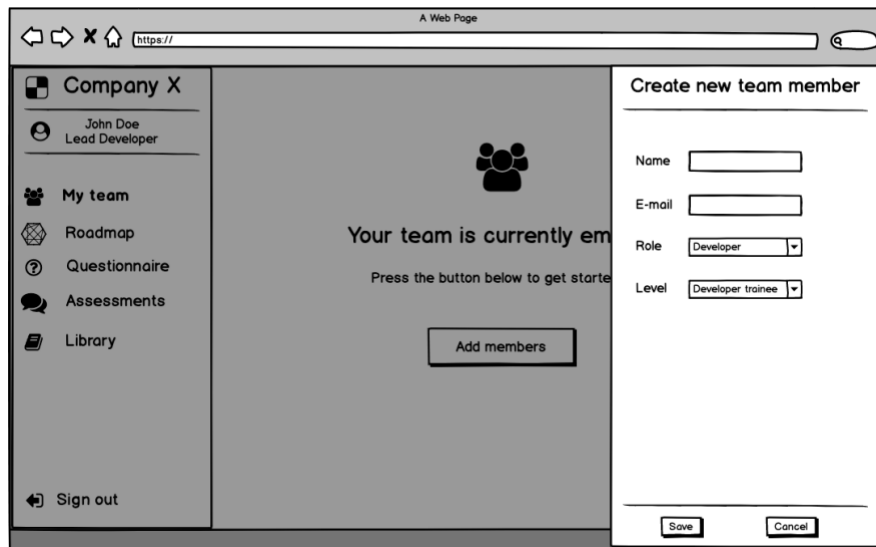 A Web Page
https://
Company X
John Doe
Lead Developer
My team
Roadmap
Questionnaire
Assessments
Library
Sign out
Your team is currently em
Press the button below to get starte
Add members
Create new team member
Name
E-mail
Role Developer
Level Developer trainee
Save Cancel